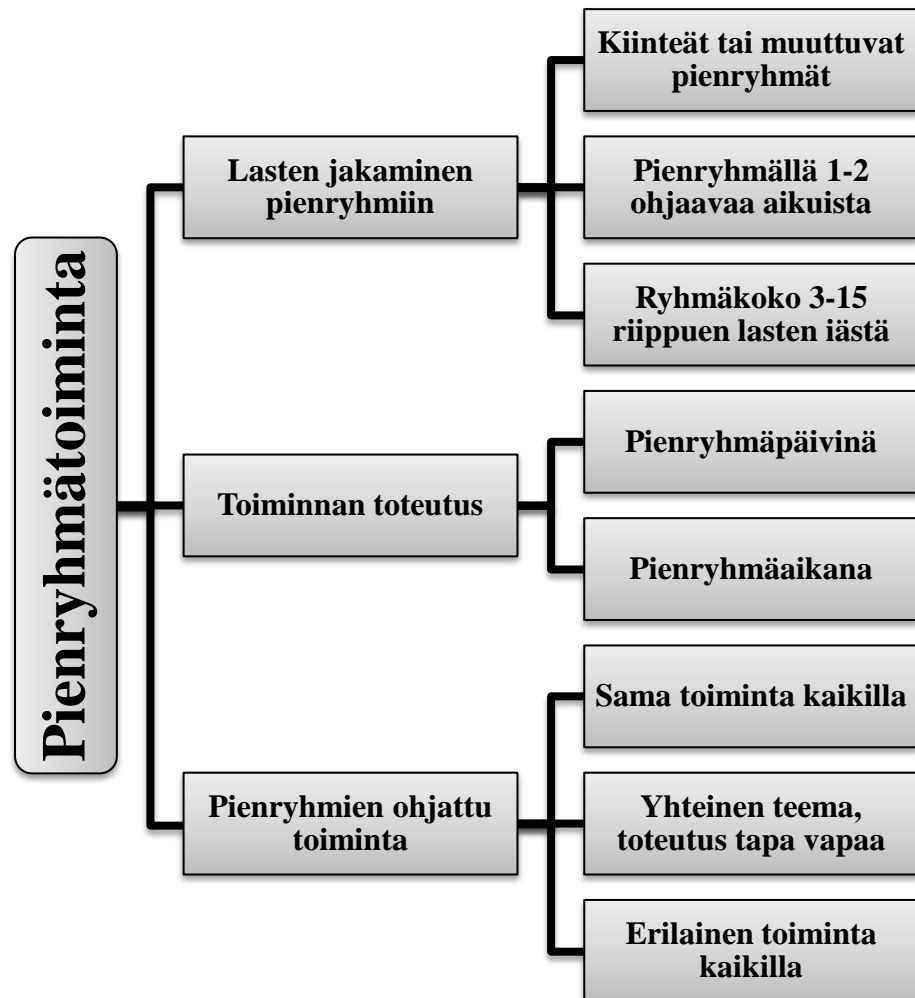 Pienryhmätoiminta
Lasten jakaminen
pienryhmiin
Kiinteät tai muuttuvat
pienryhmät
Pienryhmällä 1-2
ohjaavaa aikuista
Ryhmäkoko 3-15
riippuen lasten iästä
Toiminnan toteutus
Pienryhmäpäivinä
Pienryhmäaikana
Pienryhmien ohjattu
toiminta
Sama toiminta kaikilla
Yhteinen teema,
toteutus tapa vapaa
Erilainen toiminta
kaikilla